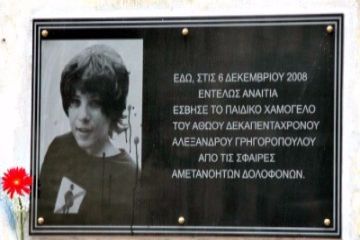 ΕΔΩ, ΣΤΙΣ 6 ΔΕΚΕΜΒΡΙΟΥ 2008
ΕΝΤΕΛΩΣ ΑΝΑΙΤΙΑ
ΕΣΒΗΣΕ ΤΟ ΠΑΙΔΙΚΟ ΧΑΜΟΓΕΛΟ
ΤΟΥ ΑΘΩΟΥ ΔΕΚΑΠΕΝΤΑΧΡΟΝΟΥ
ΑΛΕΞΑΝΔΡΟΥ ΓΡΗΓΟΡΟΠΟΥΛΟΥ
ΑΠΟ ΤΙΣ ΣΦΑΙΡΕΣ
ΑΜΕΤΑΝΟΗΤΩΝ ΔΟΛΟΦΟΝΩΝ.